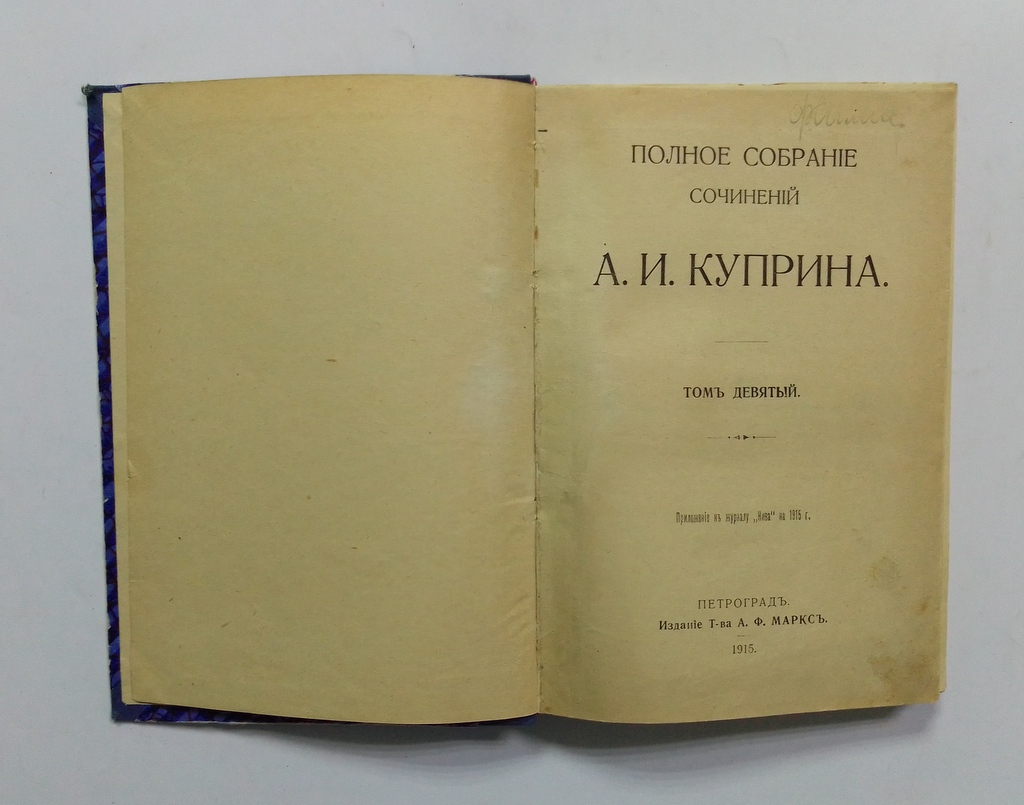 ПОЛНОЕ СОБРАНІЕ
СОЧИНЕНІЙ
А. И. КУПРИНА.
ТОМЪ ДЕВЯТЫЙ.
Приложеніе къ журналу „Нива“ на 1915 г.
ПЕТРОГРАДЪ.
Изданіе Т-ва А. Ф. МАРКСЪ.
1915.